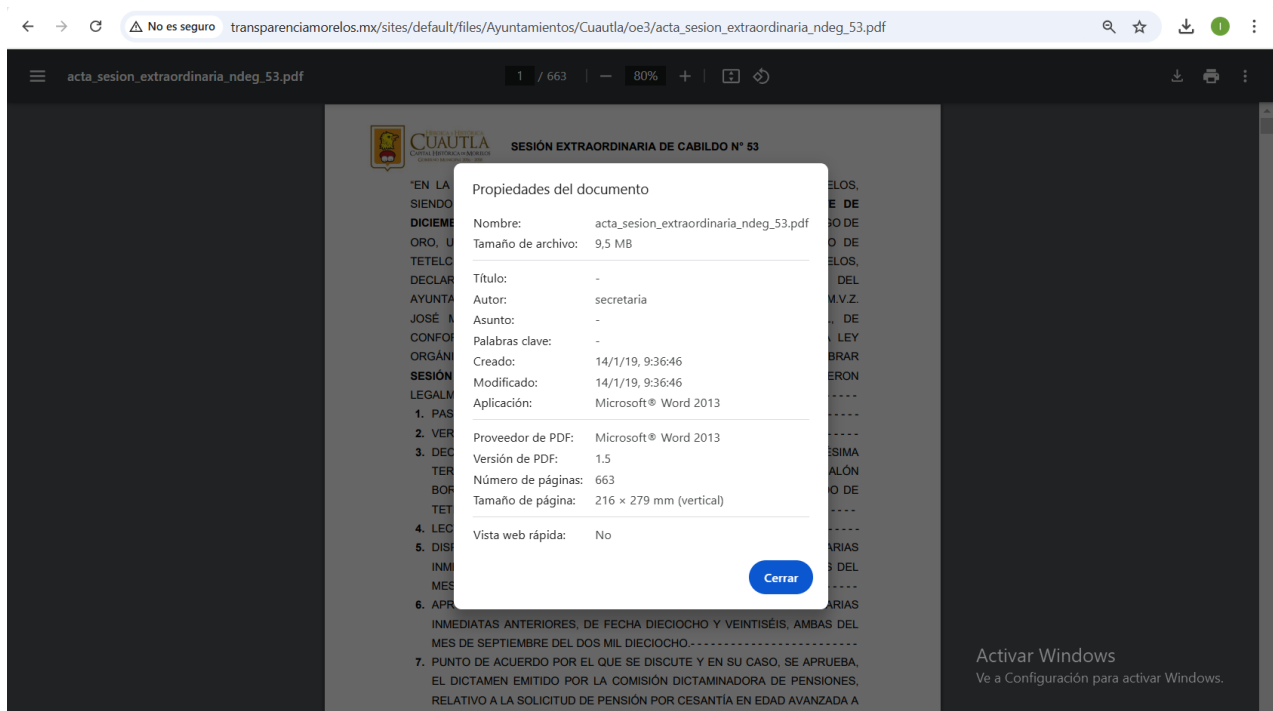 No es seguro transparenciamorelos.mx/sites/default/files/Ayuntamientos/Cuautla/oe3/acta_sesion_extraordinaria_ndeg_53.pdf
acta_sesion_extraordinaria_ndeg_53.pdf 1 / 663 80%
CUAUTLA
SESIÓN EXTRAORDINARIA DE CABILDO N° 53
"EN LA ELOS,
SIENDO E DE
DICIEME O DE
ORO, U O DE
TETELC ELOS,
DECLAR DEL
AYUNTA M.V.Z.
JOSÉ ., DE
CONFOR LEY
ORGÁNI BRAR
SESIÓN ERON
LEGALM - - - -
1. PAS - - - -
2. VER - - - -
3. DEC ÉSIMA
TER ALÓN
BOR O DE
TET - - - -
4. LEC - - - -
5. DISP ARIAS
INM S DEL
MES - - - -
6. APR ARIAS
INMEDIATAS ANTERIORES, DE FECHA DIECIOCHO Y VEINTISÉIS, AMBAS DEL
MES DE SEPTIEMBRE DEL DOS MIL DIECIOCHO.- - - - - - - - - - - - - - - - - - - - - - - -
7. PUNTO DE ACUERDO POR EL QUE SE DISCUTE Y EN SU CASO, SE APRUEBA,
EL DICTAMEN EMITIDO POR LA COMISIÓN DICTAMINADORA DE PENSIONES,
RELATIVO A LA SOLICITUD DE PENSIÓN POR CESANTÍA EN EDAD AVANZADA A
Propiedades del documento
Nombre: acta_sesion_extraordinaria_ndeg_53.pdf
Tamaño de archivo: 9,5 MB
Título: -
Autor: secretaria
Asunto: -
Palabras clave: -
Creado: 14/1/19, 9:36:46
Modificado: 14/1/19, 9:36:46
Aplicación: Microsoft® Word 2013
Proveedor de PDF: Microsoft® Word 2013
Versión de PDF: 1.5
Número de páginas: 663
Tamaño de página: 216 × 279 mm (vertical)
Vista web rápida: No
Cerrar
Activar Windows
Ve a Configuración para activar Windows.